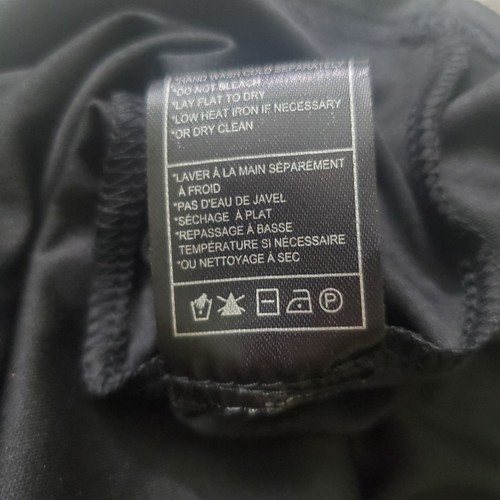 *HAND WASH COLD SEPARATELY
*DO NOT BLEACH
*LAY FLAT TO DRY
*LOW HEAT IRON IF NECESSARY
*OR DRY CLEAN
*LAVER À LA MAIN SÉPAREMENT
À FROID
*PAS D'EAU DE JAVEL
*SÉCHAGE À PLAT
*REPASSAGE À BASSE
TEMPÉRATURE SI NÉCESSAIRE
*OU NETTOYAGE À SEC
P